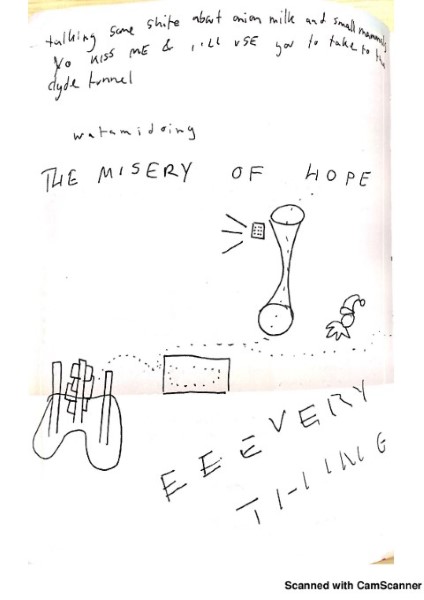 talking some shite about onion milk and small mammals
Yo KISS ME & I'LL USE you to take to the
clyde tunnel
watamidoing
THE MISERY OF HOPE
EEEVERY
THING
Scanned with CamScanner